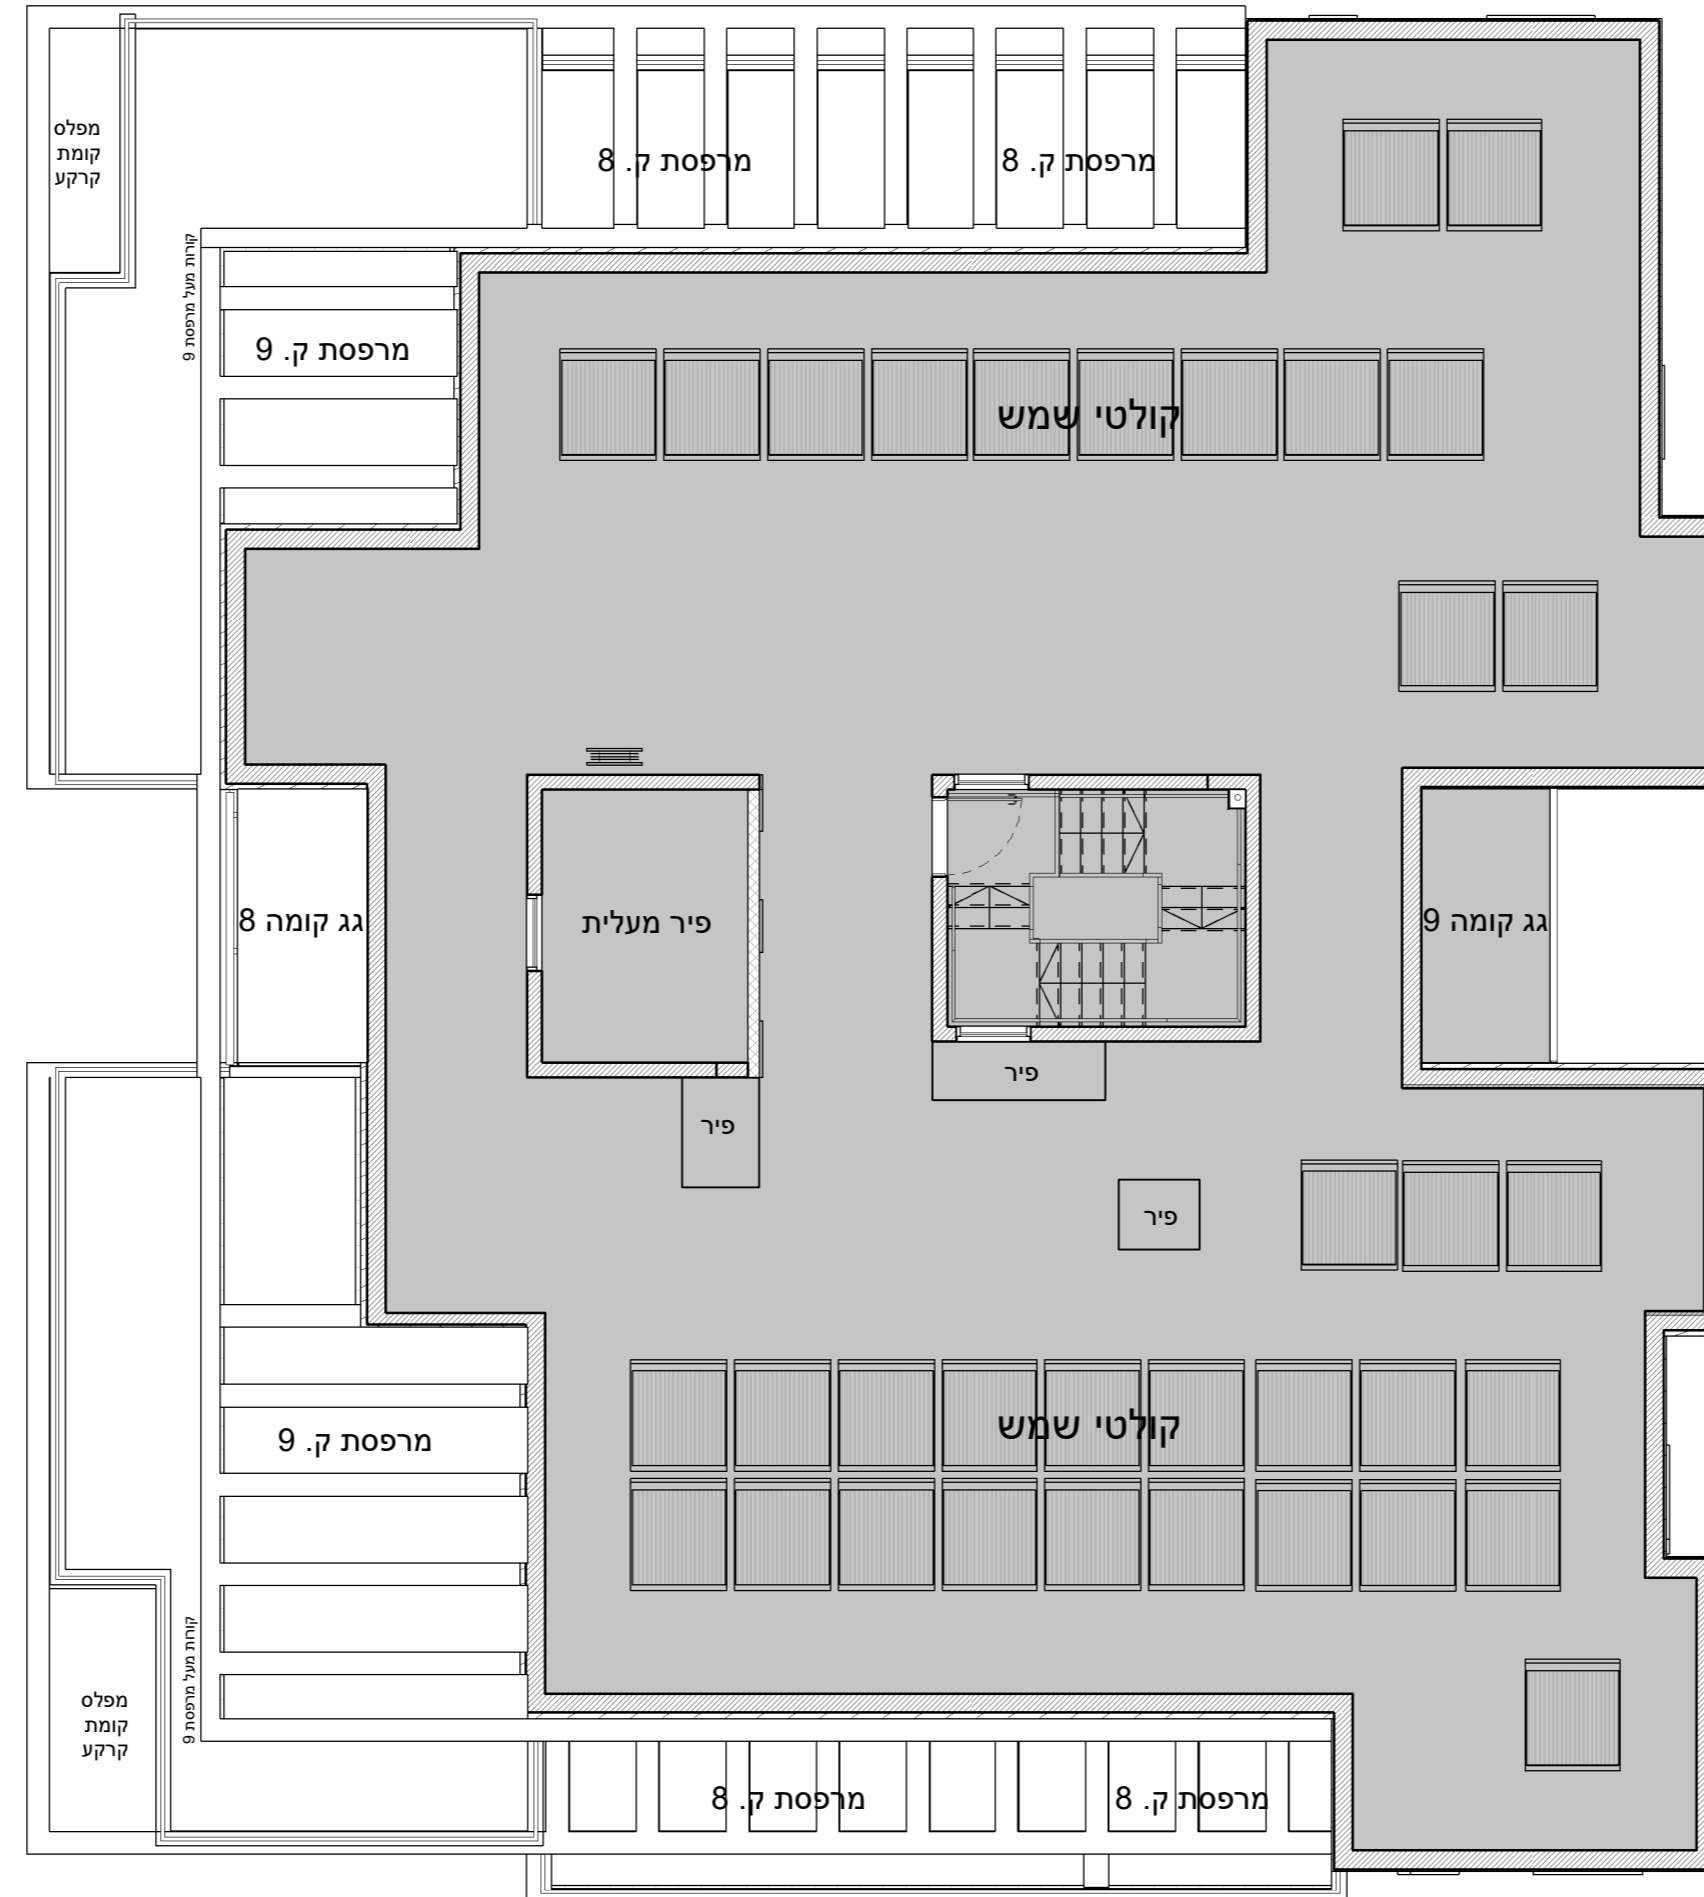 מפלס
קומת
קרקע
מרפסת ק. 8
מרפסת ק. 8
קורות מעל מרפסת 9
מרפסת ק. 9
קולטי שמש
גג קומה 8
פיר מעלית
גג קומה 9
פיר
פיר
פיר
קולטי שמש
מרפסת ק. 9
קורות מעל מרפסת 9
מפלס
קומת
קרקע
מרפסת ק. 8
מרפסת ק. 8